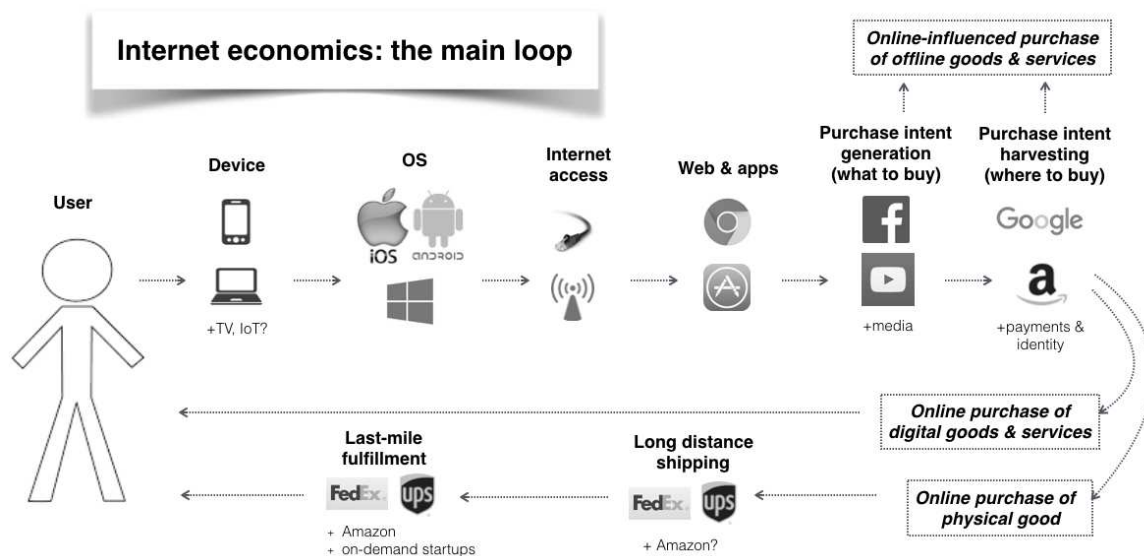 Internet economics: the main loop
Online-influenced purchase
of offline goods & services
User
Device
+TV, IoT?
OS
iOS
ANDROID
Internet
access
Web & apps
Purchase intent
generation
(what to buy)
+media
Purchase intent
harvesting
(where to buy)
Google
a
+payments &
identity
Online purchase of
digital goods & services
Last-mile
fulfillment
FedEx
ups
+ Amazon
+ on-demand startups
Long distance
shipping
FedEx
ups
+ Amazon?
Online purchase of
physical good